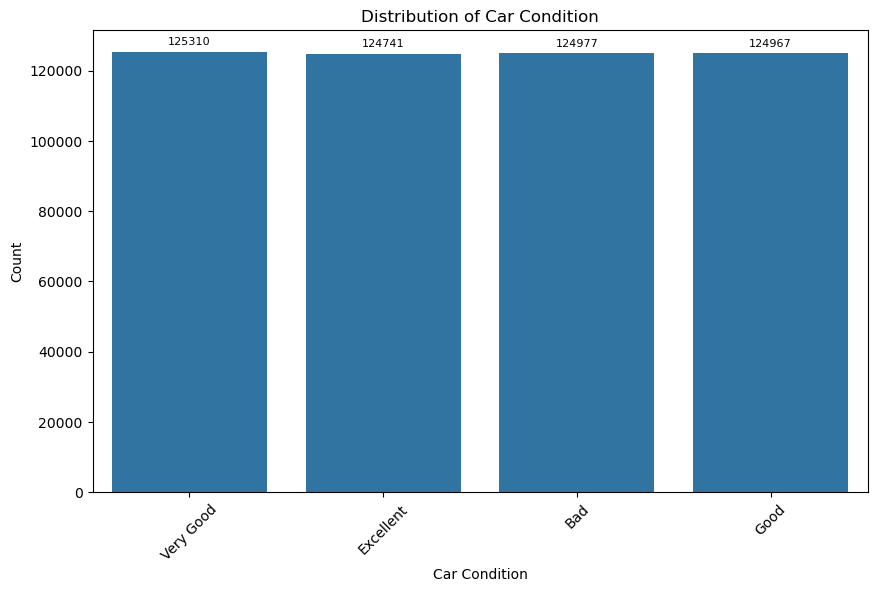 Distribution of Car Condition
125310
124741
124977
124967
120000
100000
80000
60000
40000
20000
0
Count
Very Good
Excellent
Bad
Good
Car Condition